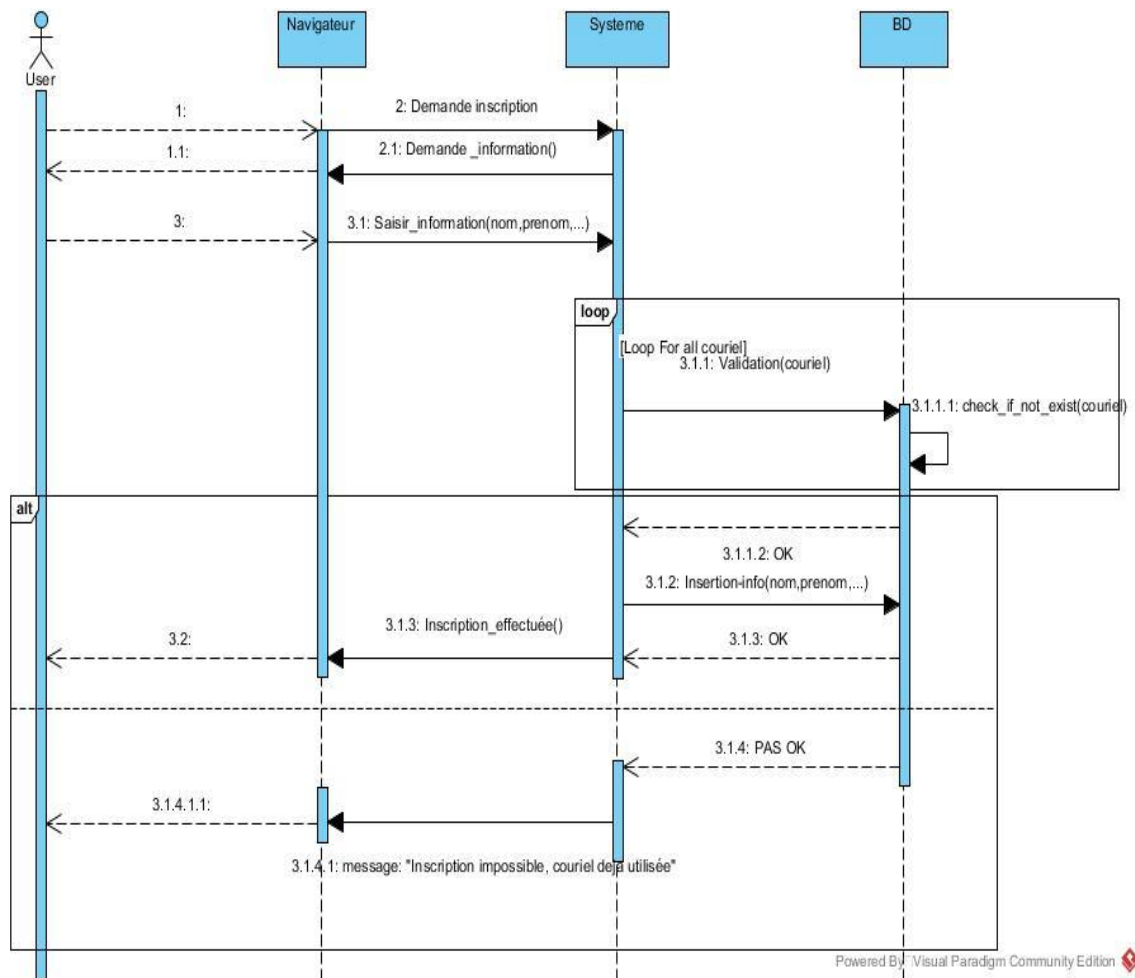 Navigateur
Systeme
BD
User
1:
2: Demande inscription
1.1:
2.1: Demande _information()
3:
3.1: Saisir_information(nom,prenom,...)
loop
[Loop For all couriel]
3.1.1: Validation(couriel)
3.1.1.1: check_if_not_exist(couriel)
alt
3.1.1.2: OK
3.1.2: Insertion-info(nom,prenom,...)
3.1.3: Inscription_effectuée()
3.2:
3.1.3: OK
3.1.4: PAS OK
3.1.4.1.1:
3.1.4.1: message: "Inscription impossible, couriel deja utilisée"
Powered By Visual Paradigm Community Edition